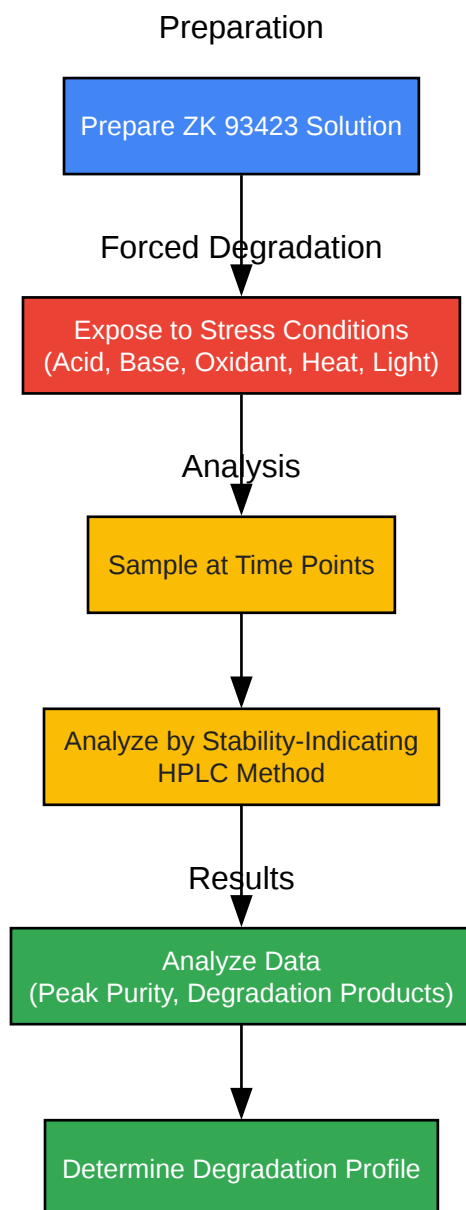 Preparation
Prepare ZK 93423 Solution
Forced Degradation
Expose to Stress Conditions
(Acid, Base, Oxidant, Heat, Light)
Analysis
Sample at Time Points
Analyze by Stability-Indicating
HPLC Method
Results
Analyze Data
(Peak Purity, Degradation Products)
Determine Degradation Profile